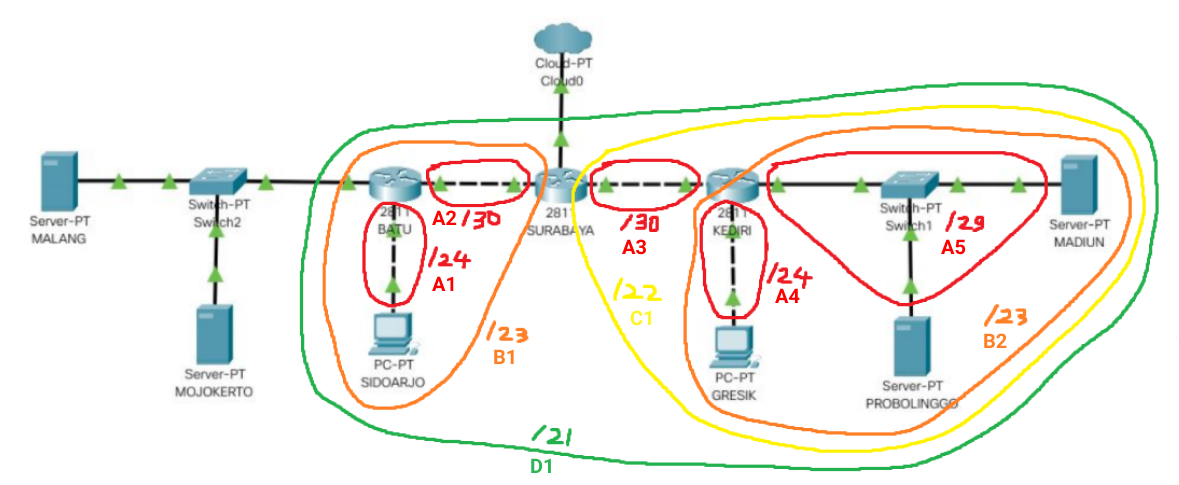 Cloud-PT
Cloud0
Server-PT
MALANG
Switch-PT
Switch2
2811
BATU
A2 /30
2811
SURABAYA
/30
A3
2811
KEDIRI
Switch-PT
Switch1
/29
A5
Server-PT
MADIUN
/24
A1
/24
A4
/22
C1
/23
B1
/23
B2
Server-PT
MOJOKERTO
PC-PT
SIDOARJO
PC-PT
GRESIK
Server-PT
PROBOLINGGO
/21
D1